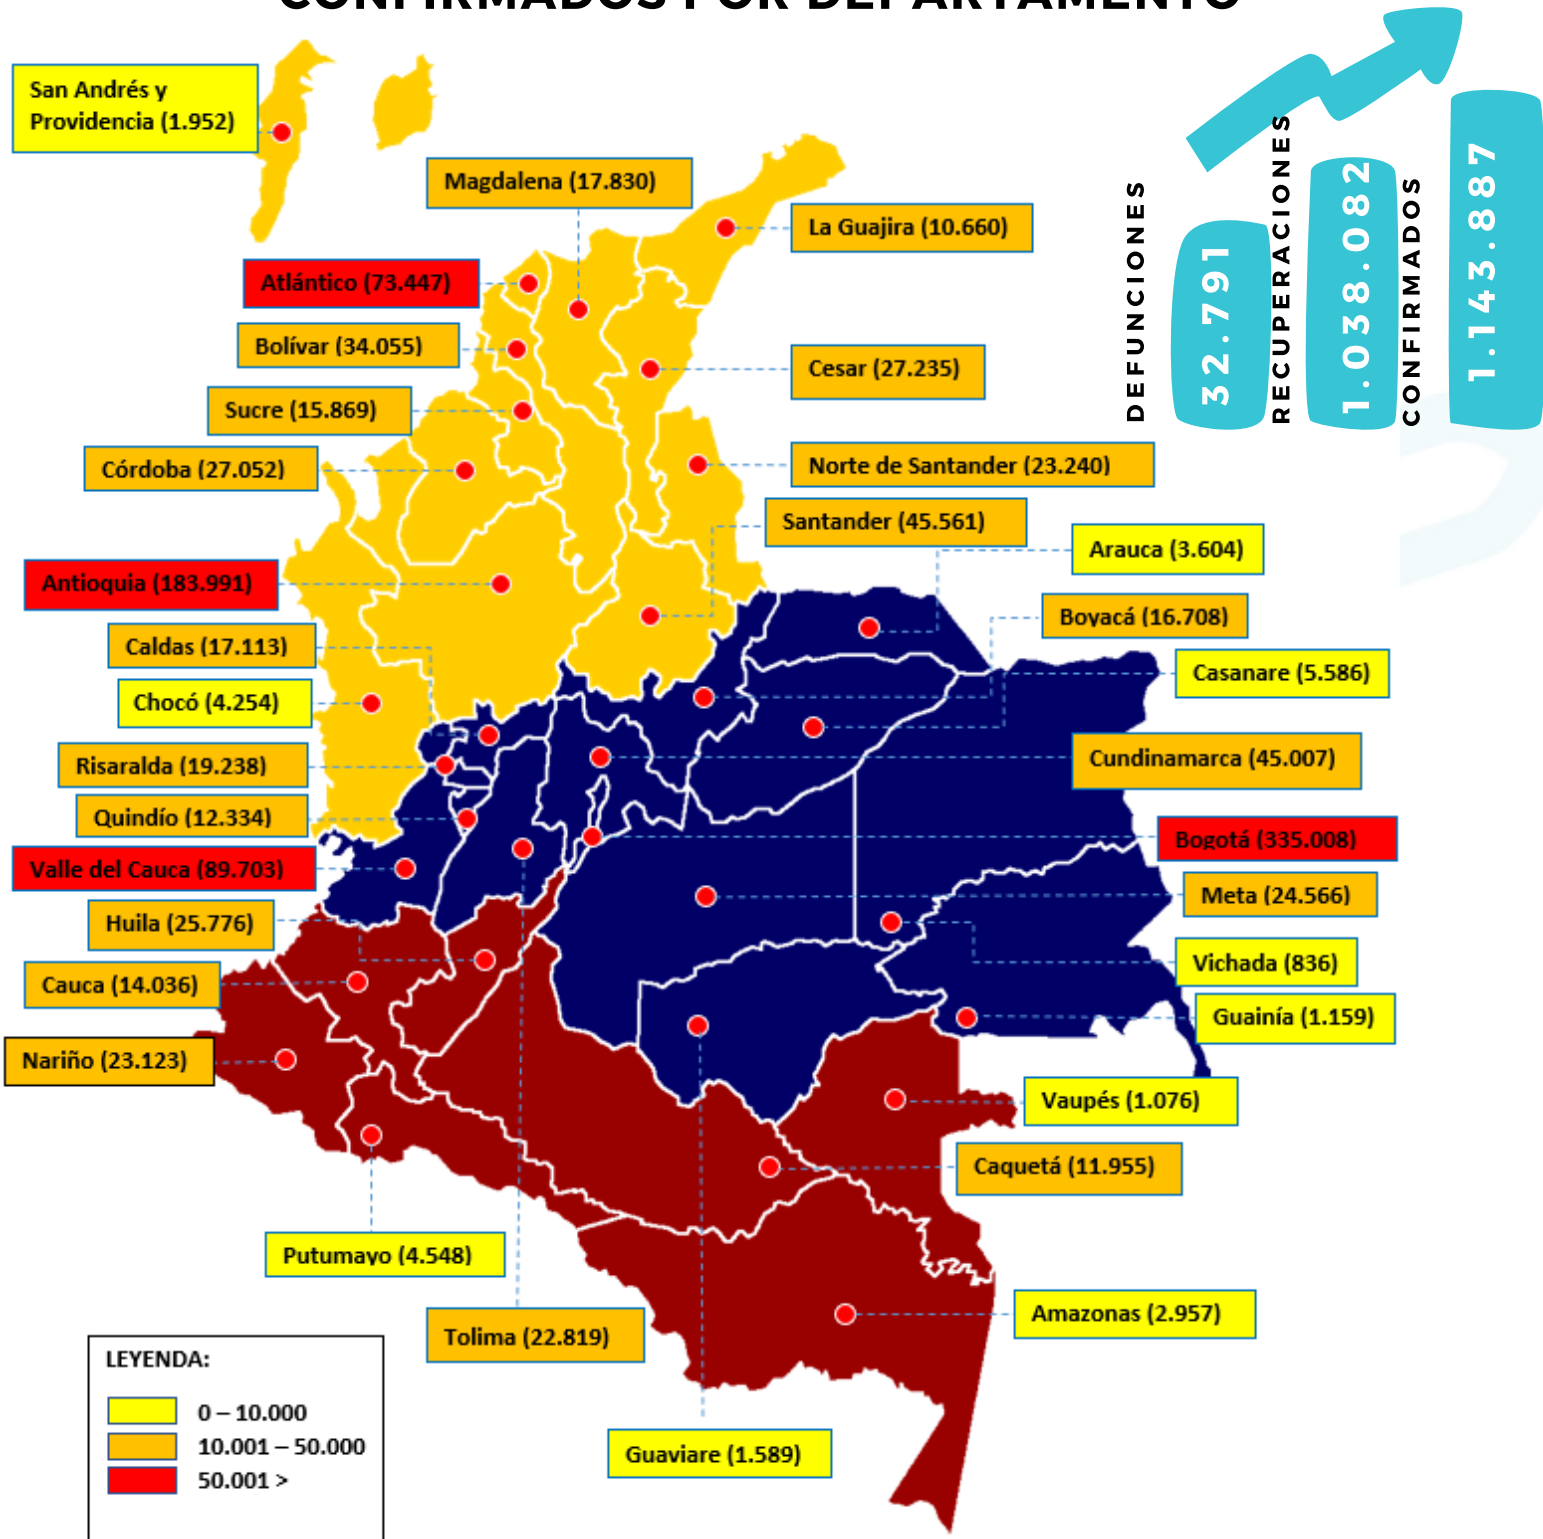 CONFIRMADOS POR DEPARTAMENTO
San Andrés y
Providencia (1.952)
Magdalena (17.830)
La Guajira (10.660)
Atlántico (73.447)
Bolívar (34.055)
Cesar (27.235)
Sucre (15.869)
Córdoba (27.052)
Norte de Santander (23.240)
Santander (45.561)
Arauca (3.604)
Antioquia (183.991)
Boyacá (16.708)
Caldas (17.113)
Casanare (5.586)
Chocó (4.254)
Cundinamarca (45.007)
Risaralda (19.238)
Quindío (12.334)
Bogotá (335.008)
Valle del Cauca (89.703)
Meta (24.566)
Huila (25.776)
Vichada (836)
Cauca (14.036)
Guainía (1.159)
Nariño (23.123)
Vaupés (1.076)
Caquetá (11.955)
Putumayo (4.548)
Amazonas (2.957)
Tolima (22.819)
Guaviare (1.589)
LEYENDA:
0 – 10.000
10.001 – 50.000
50.001 >
DEFUNCIONES
32.791
RECUPERACIONES
1.038.082
CONFIRMADOS
1.143.887